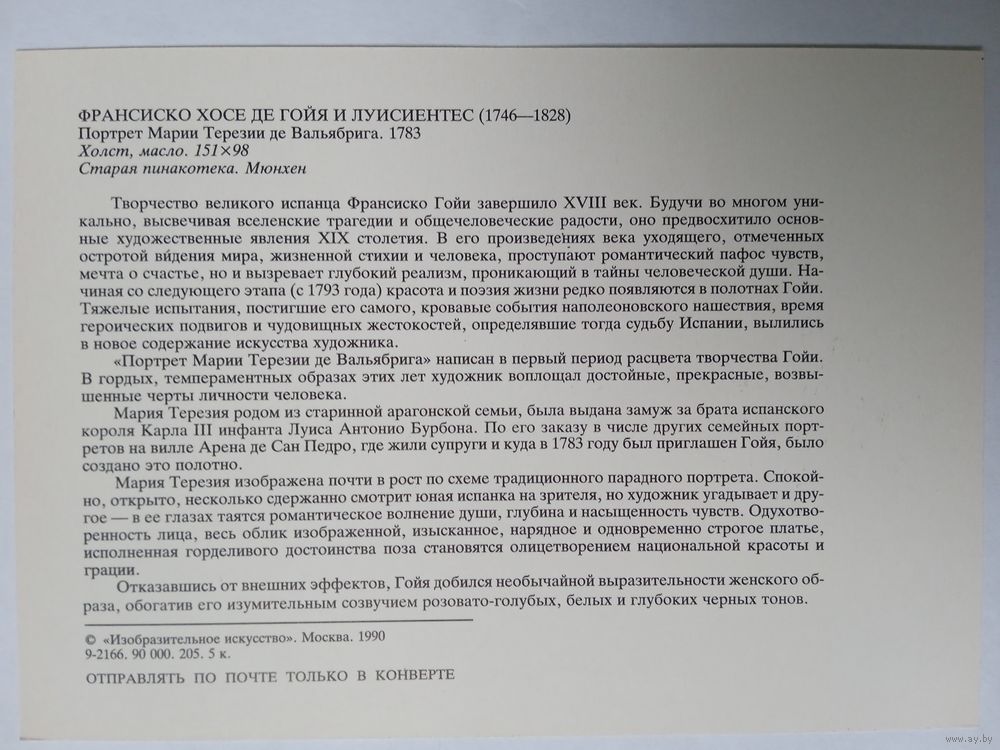 ФРАНСИСКО ХОСЕ ДЕ ГОЙЯ И ЛУИСИЕНТЕС (1746—1828)
Портрет Марии Терезии де Вальябрига. 1783
Холст, масло. 151×98
Старая пинакотека. Мюнхен
Творчество великого испанца Франсиско Гойи завершило XVIII век. Будучи во многом уни-
кально, высвечивая вселенские трагедии и общечеловеческие радости, оно предвосхитило основ-
ные художественные явления XIX столетия. В его произведениях века уходящего, отмеченных
остротой ви́дения мира, жизненной стихии и человека, проступают романтический пафос чувств,
мечта о счастье, но и вызревает глубокий реализм, проникающий в тайны человеческой души. На-
чиная со следующего этапа (с 1793 года) красота и поэзия жизни редко появляются в полотнах Гойи.
Тяжелые испытания, постигшие его самого, кровавые события наполеоновского нашествия, время
героических подвигов и чудовищных жестокостей, определявшие тогда судьбу Испании, вылились
в новое содержание искусства художника.
«Портрет Марии Терезии де Вальябрига» написан в первый период расцвета творчества Гойи.
В гордых, темпераментных образах этих лет художник воплощал достойные, прекрасные, возвы-
шенные черты личности человека.
Мария Терезия родом из старинной арагонской семьи, была выдана замуж за брата испанского
короля Карла III инфанта Луиса Антонио Бурбона. По его заказу в числе других семейных порт-
ретов на вилле Арена де Сан Педро, где жили супруги и куда в 1783 году был приглашен Гойя, было
создано это полотно.
Мария Терезия изображена почти в рост по схеме традиционного парадного портрета. Спокой-
но, открыто, несколько сдержанно смотрит юная испанка на зрителя, но художник угадывает и дру-
гое — в ее глазах таятся романтическое волнение души, глубина и насыщенность чувств. Одухотво-
ренность лица, весь облик изображенной, изысканное, нарядное и одновременно строгое платье,
исполненная горделивого достоинства поза становятся олицетворением национальной красоты и
грации.
Отказавшись от внешних эффектов, Гойя добился необычайной выразительности женского об-
раза, обогатив его изумительным созвучием розовато-голубых, белых и глубоких черных тонов.
© «Изобразительное искусство». Москва. 1990
9-2166. 90 000. 205. 5 к.
ОТПРАВЛЯТЬ ПО ПОЧТЕ ТОЛЬКО В КОНВЕРТЕ
www.ay.by